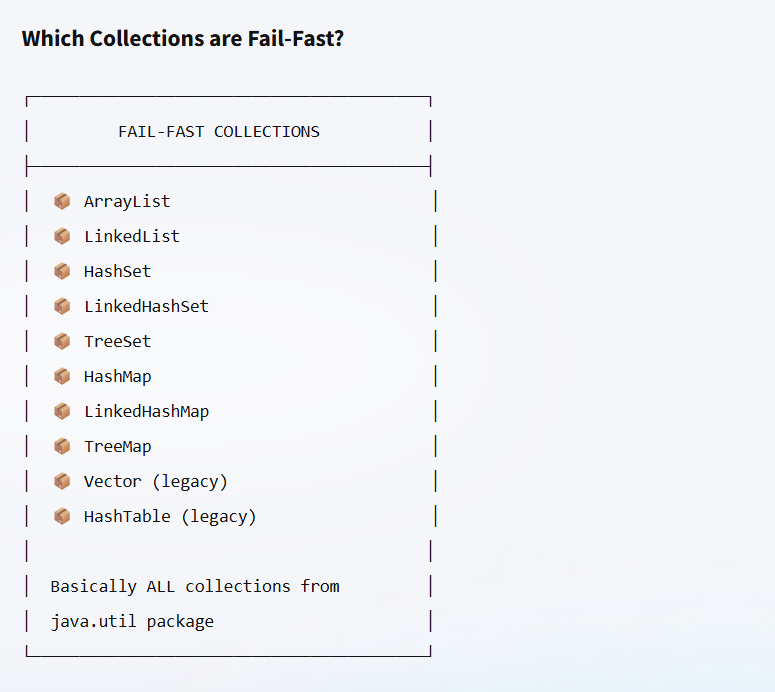 Which Collections are Fail-Fast?
FAIL-FAST COLLECTIONS
📦 ArrayList
📦 LinkedList
📦 HashSet
📦 LinkedHashSet
📦 TreeSet
📦 HashMap
📦 LinkedHashMap
📦 TreeMap
📦 Vector (legacy)
📦 HashTable (legacy)
Basically ALL collections from
java.util package